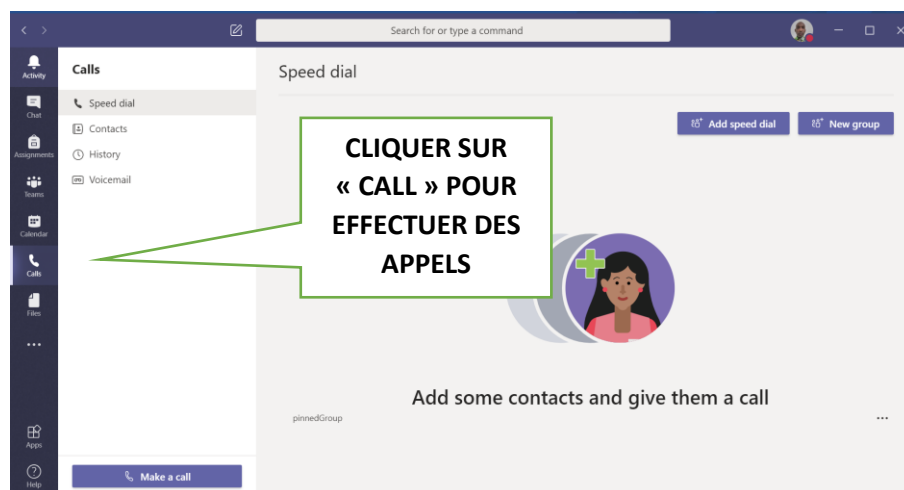 Search for or type a command
Activity
Chat
Assignments
Teams
Calendar
Calls
Files
Apps
Help
Calls
Speed dial
Contacts
History
Voicemail
Make a call
Speed dial
Add speed dial
New group
CLIQUER SUR
« CALL » POUR
EFFECTUER DES
APPELS
Add some contacts and give them a call
pinnedGroup